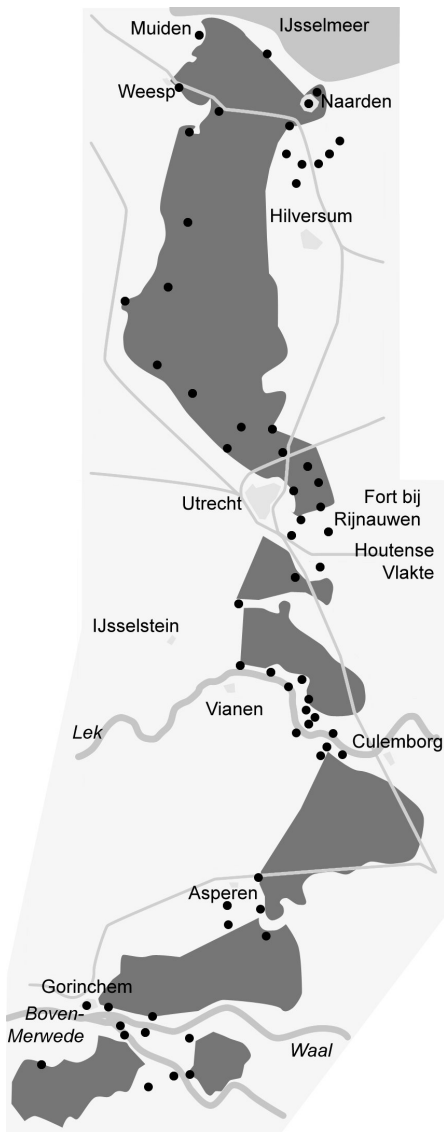 Muiden
IJsselmeer
Weesp
Naarden
Hilversum
Utrecht
Fort bij
Rijnauwen
Houtense
Vlakte
IJsselstein
Vianen
Lek
Culemborg
Asperen
Gorinchem
Boven-
Merwede
Waal